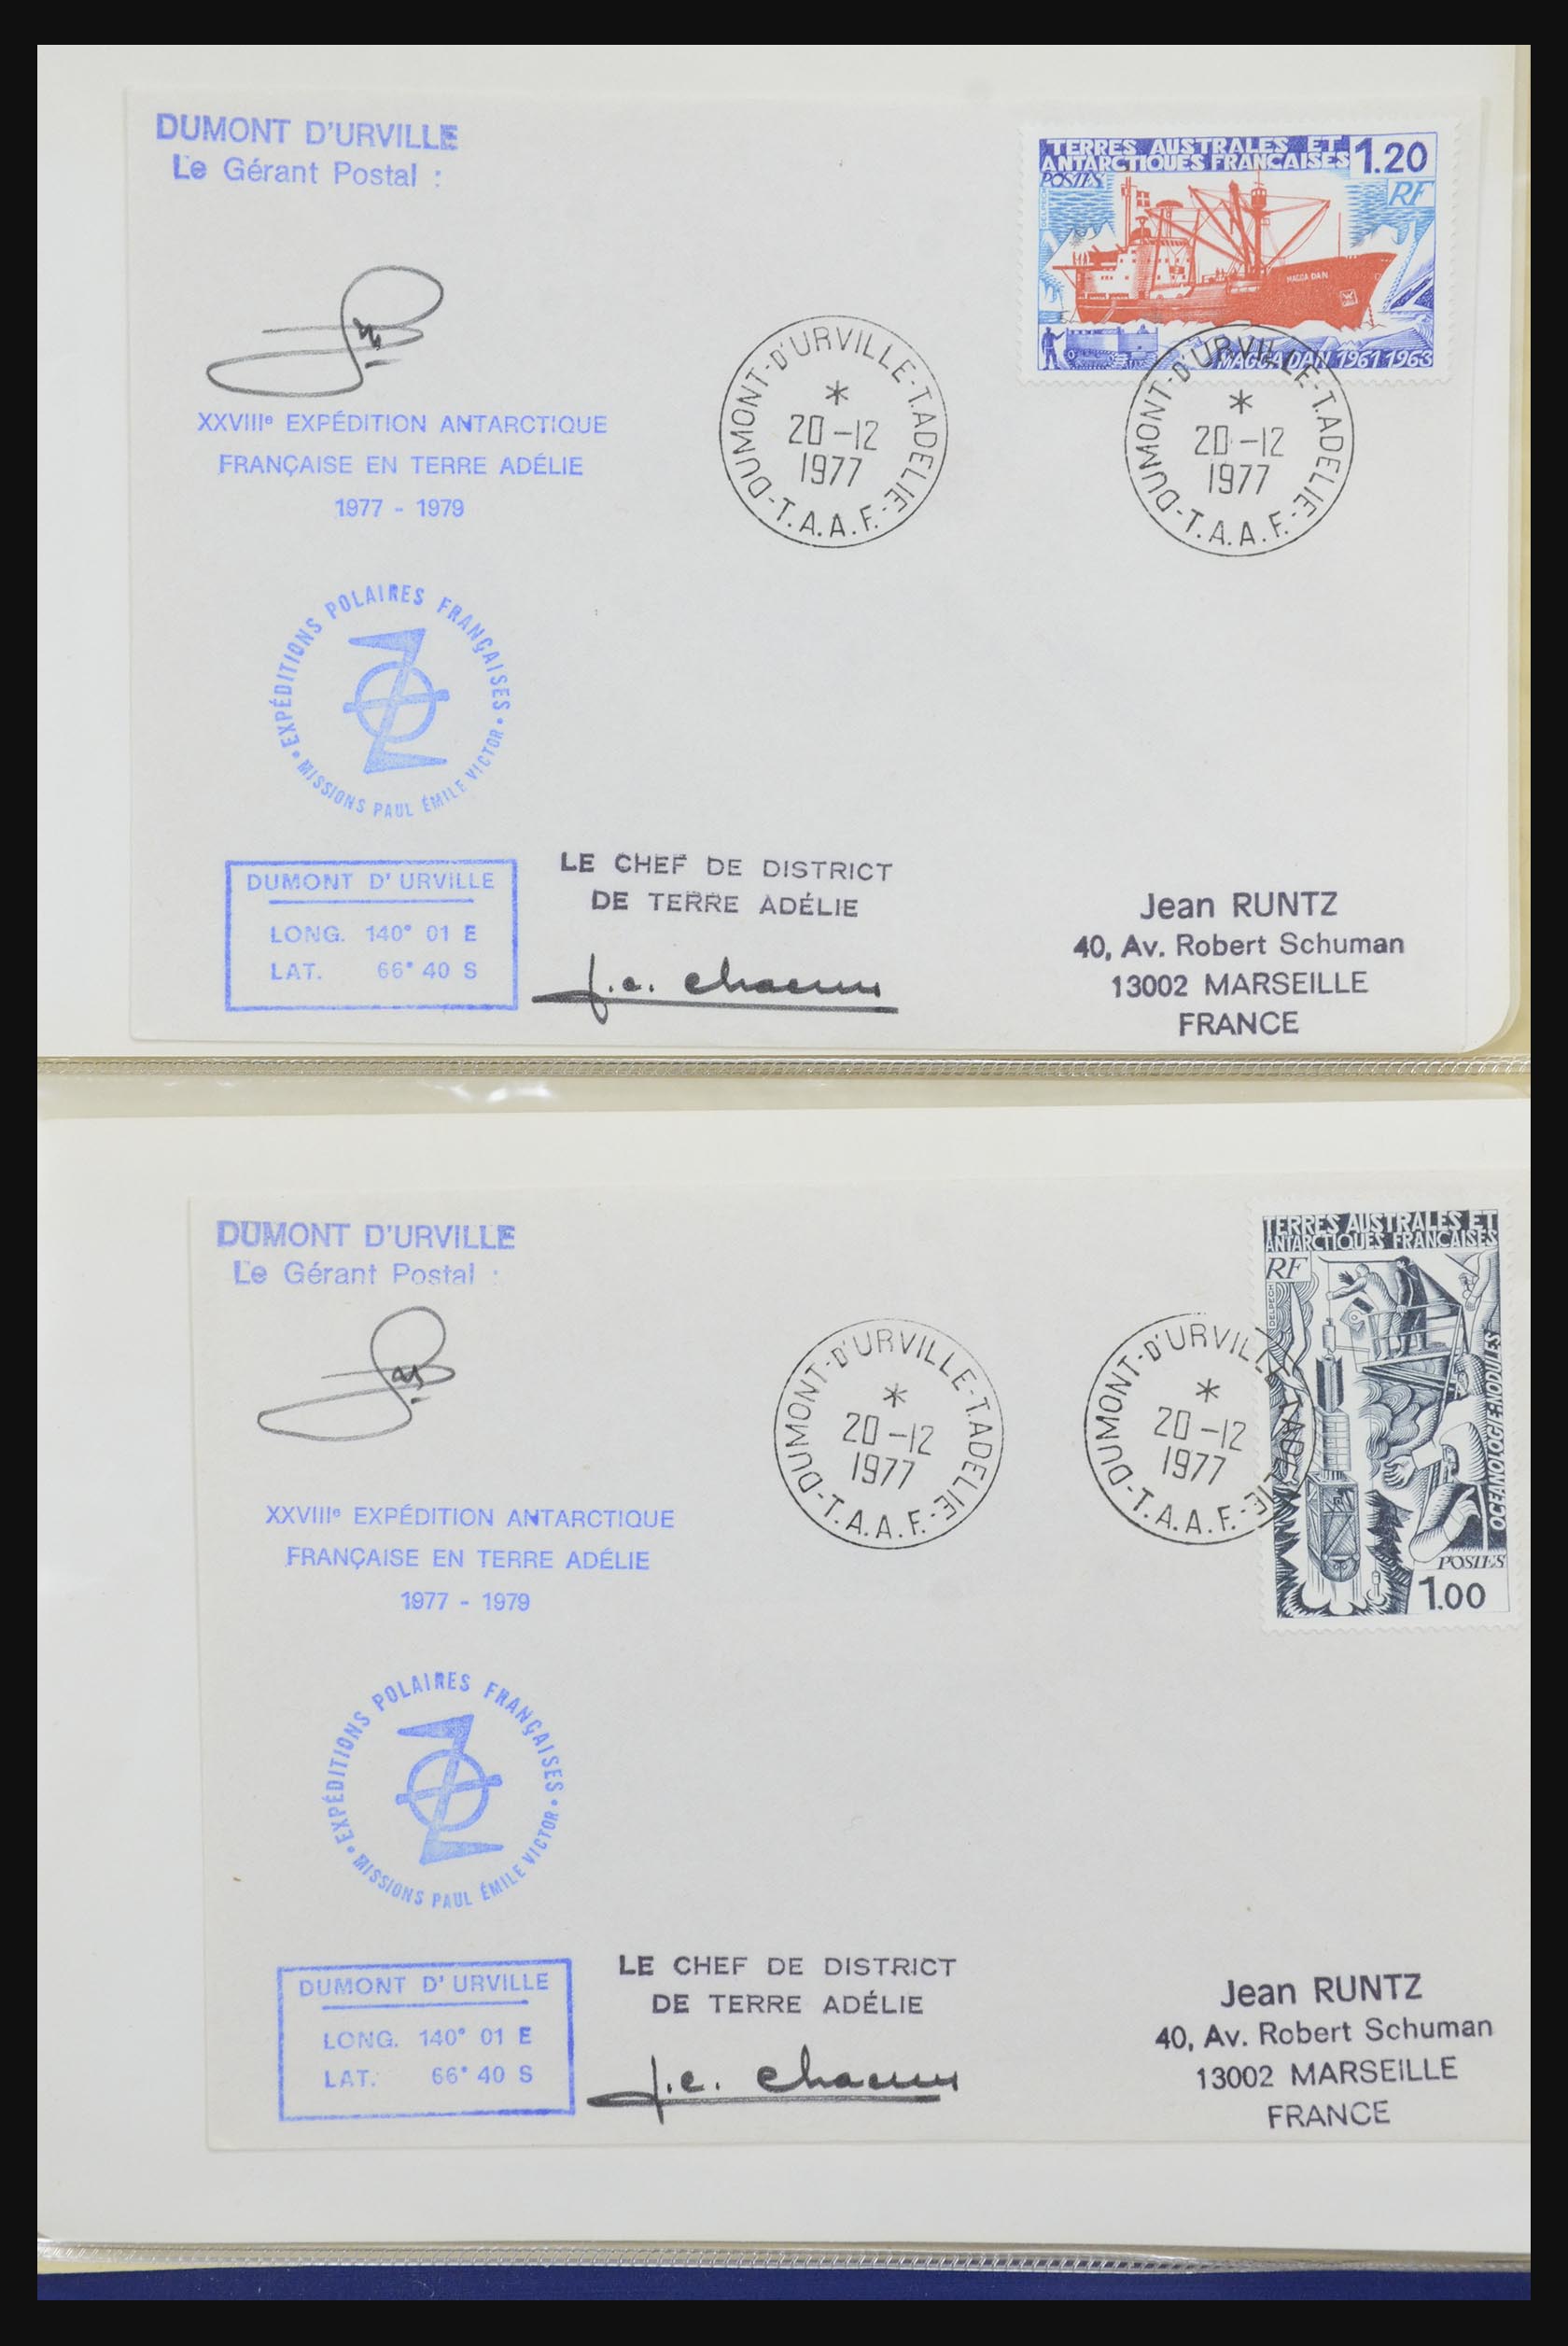 DUMONT D'URVILLE
Le Gérant Postal :
TERRES AUSTRALES ET
ANTARCTIQUES FRANÇAISES
1.20
POSTES
RF
MAGGA DAN
MAGGA DAN 1961 1963
XXVIIIe EXPÉDITION ANTARCTIQUE
FRANÇAISE EN TERRE ADÉLIE
1977 - 1979
DUMONT-D'URVILLE-T.ADELIE-T.A.A.F.-
*
20-12
1977
DUMONT-D'URVILLE-T.ADELIE-T.A.A.F.-
*
20-12
1977
• EXPÉDITIONS POLAIRES FRANÇAISES •
MISSIONS PAUL ÉMILE VICTOR
DUMONT D'URVILLE
LONG. 140° 01 E
LAT. 66° 40 S
LE CHEF DE DISTRICT
DE TERRE ADÉLIE
Jean RUNTZ
40, Av. Robert Schuman
13002 MARSEILLE
FRANCE
DUMONT D'URVILLE
Le Gérant Postal :
TERRES AUSTRALES ET
ANTARCTIQUES FRANÇAISES
RF
DELPECH
OCEANOLOGIE:NODULES
POSTES
1.00
DUMONT-D'URVILLE-T.ADELIE-T.A.A.F.-
*
20-12
1977
DUMONT-D'URVILLE-T.ADELIE-T.A.A.F.-
*
20-12
1977
XXVIIIe EXPÉDITION ANTARCTIQUE
FRANÇAISE EN TERRE ADÉLIE
1977 - 1979
• EXPÉDITIONS POLAIRES FRANÇAISES •
MISSIONS PAUL ÉMILE VICTOR
DUMONT D'URVILLE
LONG. 140° 01 E
LAT. 66° 40 S
LE CHEF DE DISTRICT
DE TERRE ADÉLIE
Jean RUNTZ
40, Av. Robert Schuman
13002 MARSEILLE
FRANCE